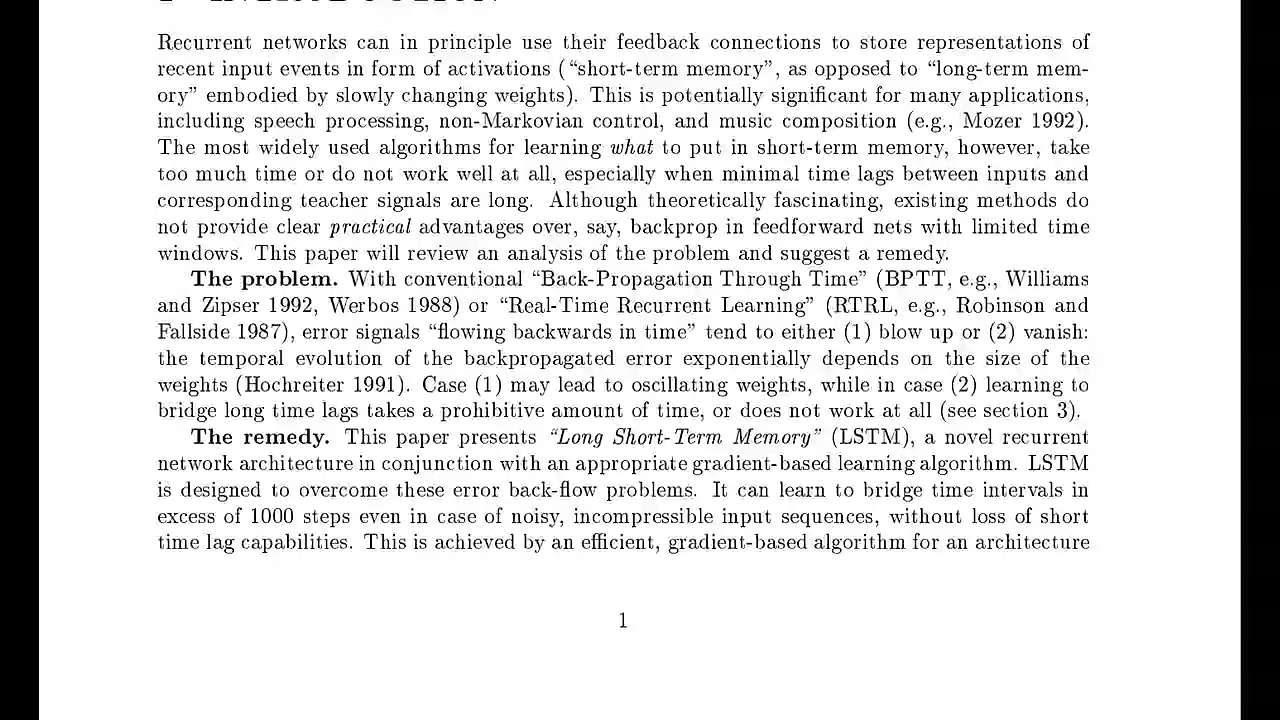 Recurrent networks can in principle use their feedback connections to store representations of
recent input events in form of activations (“short-term memory”, as opposed to “long-term mem-
ory” embodied by slowly changing weights). This is potentially significant for many applications,
including speech processing, non-Markovian control, and music composition (e.g., Mozer 1992).
The most widely used algorithms for learning what to put in short-term memory, however, take
too much time or do not work well at all, especially when minimal time lags between inputs and
corresponding teacher signals are long. Although theoretically fascinating, existing methods do
not provide clear practical advantages over, say, backprop in feedforward nets with limited time
windows. This paper will review an analysis of the problem and suggest a remedy.
The problem. With conventional “Back-Propagation Through Time” (BPTT, e.g., Williams
and Zipser 1992, Werbos 1988) or “Real-Time Recurrent Learning” (RTRL, e.g., Robinson and
Fallside 1987), error signals “flowing backwards in time” tend to either (1) blow up or (2) vanish:
the temporal evolution of the backpropagated error exponentially depends on the size of the
weights (Hochreiter 1991). Case (1) may lead to oscillating weights, while in case (2) learning to
bridge long time lags takes a prohibitive amount of time, or does not work at all (see section 3).
The remedy. This paper presents “Long Short-Term Memory” (LSTM), a novel recurrent
network architecture in conjunction with an appropriate gradient-based learning algorithm. LSTM
is designed to overcome these error back-flow problems. It can learn to bridge time intervals in
excess of 1000 steps even in case of noisy, incompressible input sequences, without loss of short
time lag capabilities. This is achieved by an efficient, gradient-based algorithm for an architecture
1